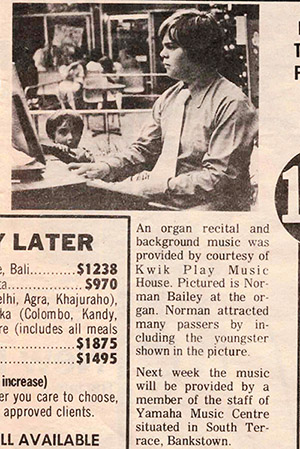 An organ recital and
background music was
provided by courtesy of
Kwik Play Music
House. Pictured is Nor-
man Bailey at the or-
gan. Norman attracted
many passers by in-
cluding the youngster
shown in the picture.
Next week the music
will be provided by a
member of the staff of
Yamaha Music Centre
situated in South Ter-
race, Bankstown.
LATER
, Bali..........$1238
$970
elhi, Agra, Khajuraho),
ka (Colombo, Kandy,
re (includes all meals
$1875
$1495
increase)
er you care to choose,
approved clients.
LL AVAILABLE
1